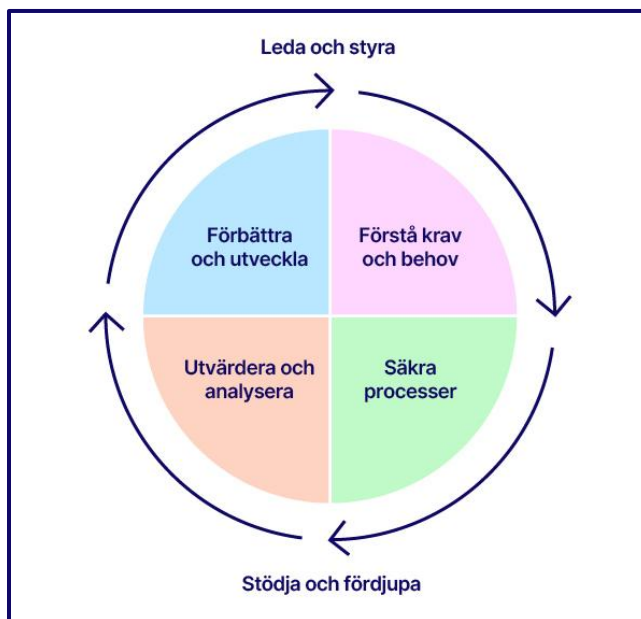 Leda och styra
Förbättra
och utveckla
Förstå krav
och behov
Utvärdera och
analysera
Säkra
processer
Stödja och fördjupa